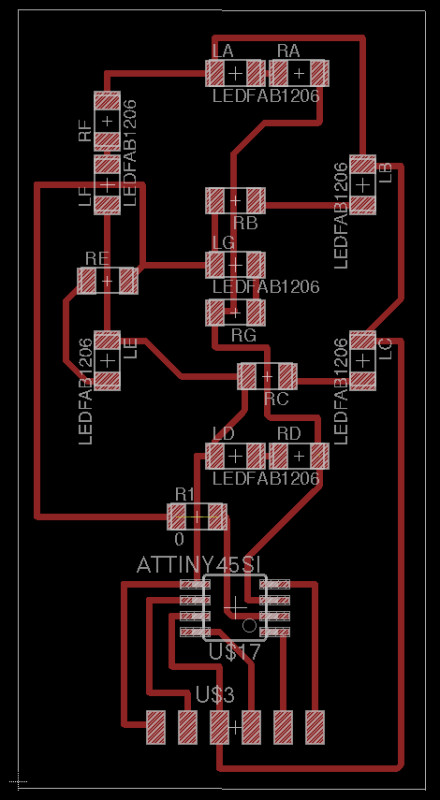 LA
RA
LEDFAB1206
RF
LEDFAB1206
LF
LB
LEDFAB1206
RB
LG
LEDFAB1206
RE
RG
LE
LEDFAB1206
LC
LEDFAB1206
RC
LD
RD
LEDFAB1206
R1
0
ATTINY45SI
U$17
U$3